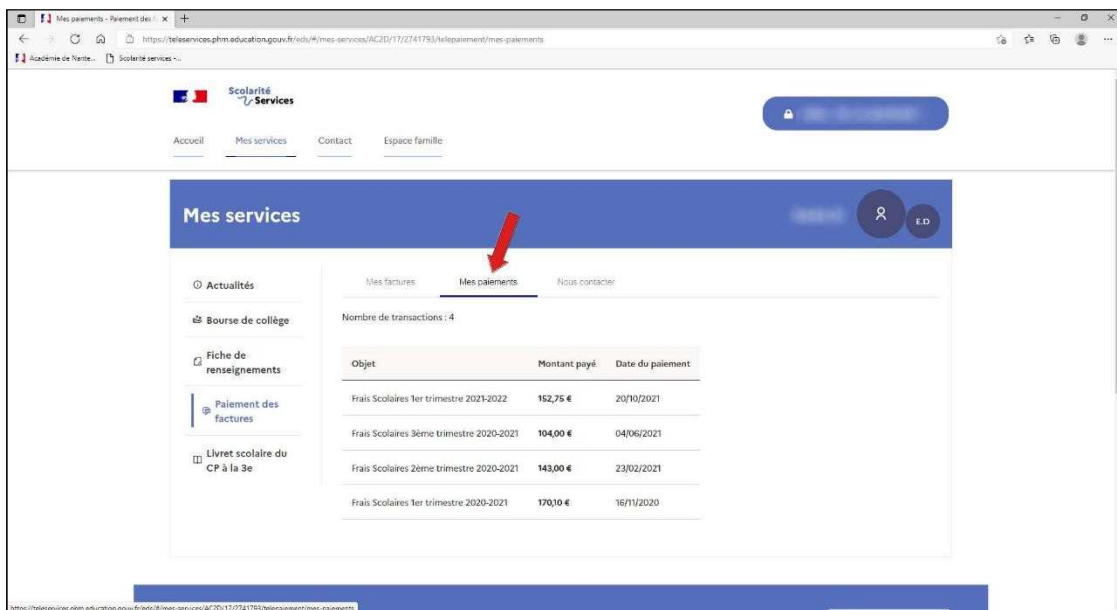 Mes paiements - Paiement des f
https://teleservices.phm.education.gouv.fr/eds/#/mes-services/AC2D/17/2741793/telepaiement/mes-paiements
Académie de Nante...
Scolarité services -...
Scolarité
Services
Accueil
Mes services
Contact
Espace famille
Mes services
E.D
Actualités
Bourse de collège
Fiche de
renseignements
Paiement des
factures
Livret scolaire du
CP à la 3e
Mes factures
Mes paiements
Nous contacter
Nombre de transactions : 4
Objet Montant payé Date du paiement
Frais Scolaires 1er trimestre 2021-2022 152,75 € 20/10/2021
Frais Scolaires 3ème trimestre 2020-2021 104,00 € 04/06/2021
Frais Scolaires 2ème trimestre 2020-2021 143,00 € 23/02/2021
Frais Scolaires 1er trimestre 2020-2021 170,10 € 16/11/2020
https://teleservices.phm.education.gouv.fr/eds/#/mes-services/AC2D/17/2741793/telepaiement/mes-paiements